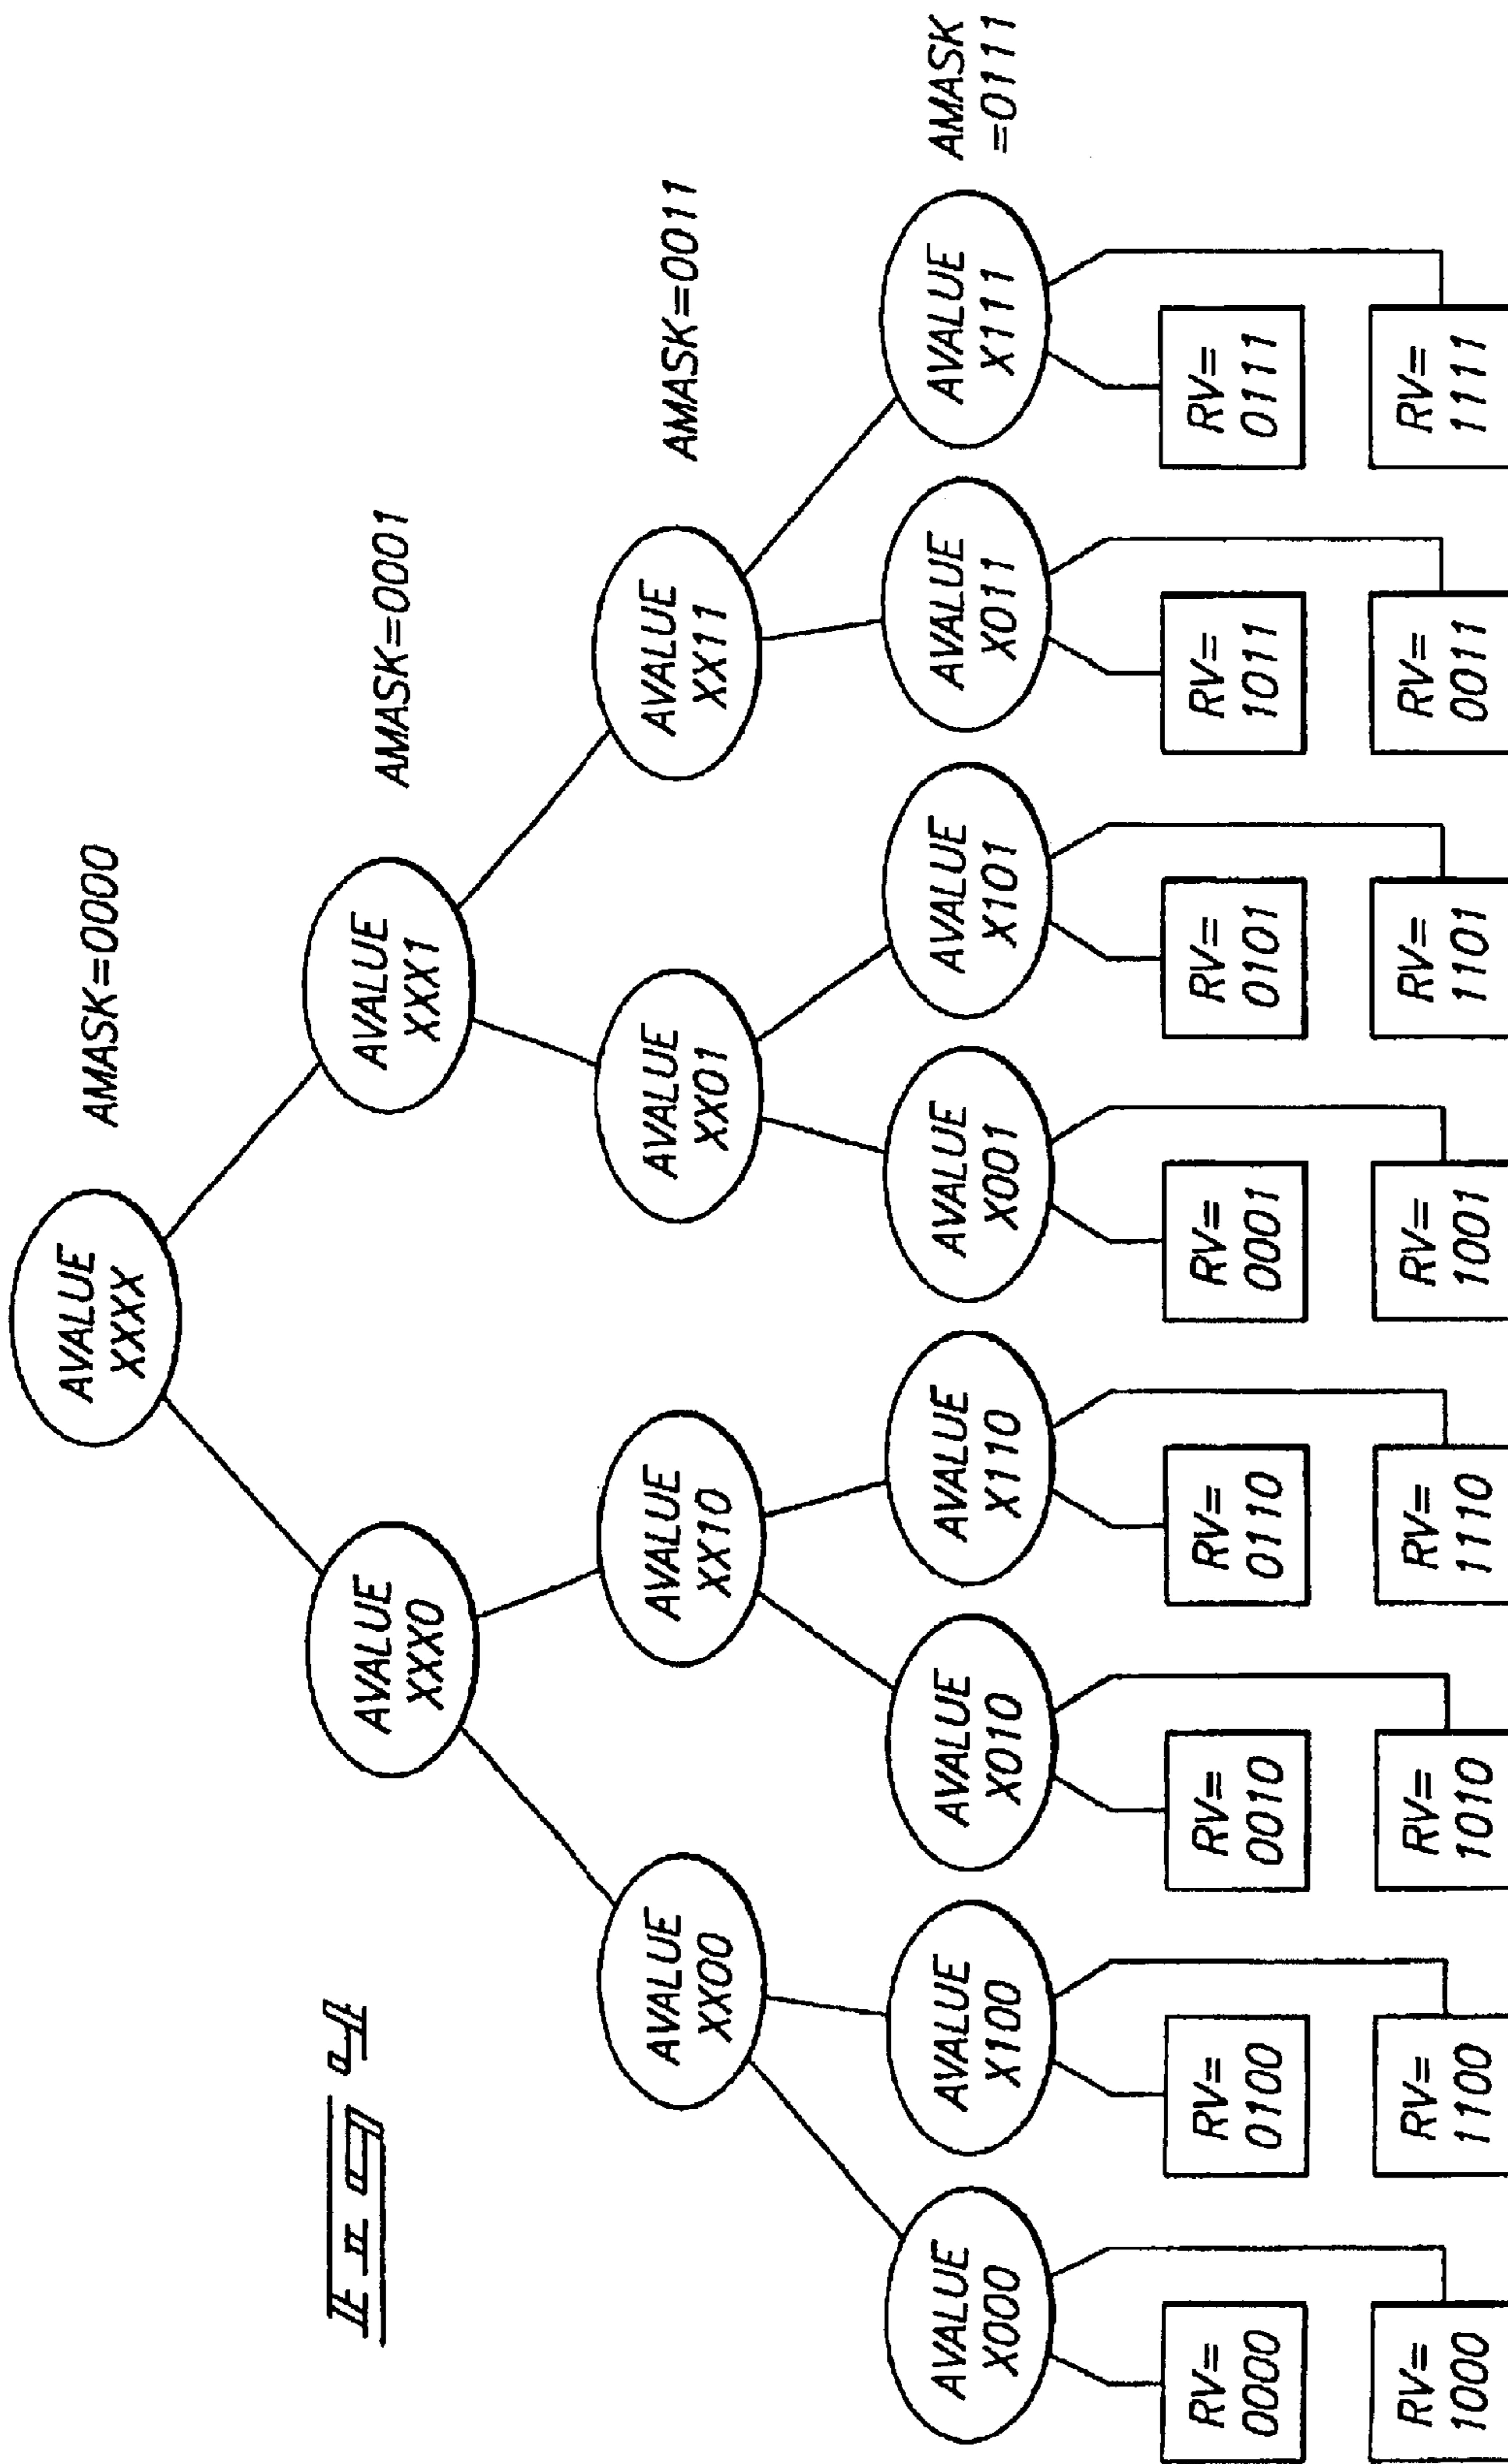 AMASK=0000
AVALUE
XXXX
AMASK=0001
AVALUE
XXX0
AVALUE
XXX1
AMASK=0011
AVALUE
XX00
AVALUE
XX10
AVALUE
XX01
AVALUE
XX11
AMASK
=0111
AVALUE
X000
AVALUE
X100
AVALUE
X010
AVALUE
X110
AVALUE
X001
AVALUE
X101
AVALUE
X011
AVALUE
X111
RV=
0000
RV=
0100
RV=
0010
RV=
0110
RV=
0001
RV=
0101
RV=
1011
RV=
0111
RV=
1000
RV=
1100
RV=
1010
RV=
1110
RV=
1001
RV=
1101
RV=
0011
RV=
1111
FIG 4